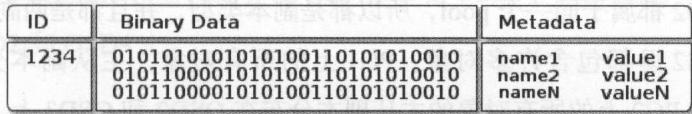 ID Binary Data Metadata
1234 0101010101010100110101010010 name1 value1
0101100001010100110101010010 name2 value2
0101100001010100110101010010 nameN valueN